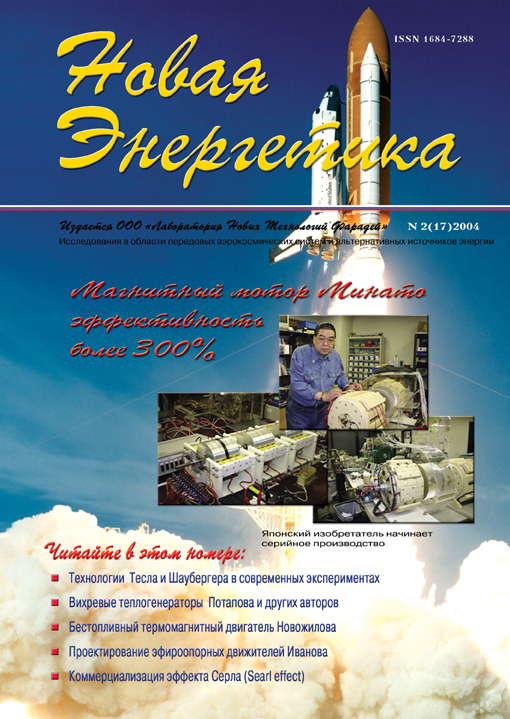 ISSN 1684-7288
Новая
Энергетика
Издается ООО «Лаборатория Новых Технологий Фарадей» N 2(17)2004
Исследования в области передовых аэрокосмических систем и альтернативных источников энергии
Магнитный мотор Минато
эффективность
более 300%
Японский изобретатель начинает
серийное производство
Читайте в этом номере:
Технологии Тесла и Шаубергера в современных экспериментах
Вихревые теплогенераторы Потапова и других авторов
Бестопливный термомагнитный двигатель Новожилова
Проектирование эфироопорных движителей Иванова
Коммерциализация эффекта Серла (Searl effect)